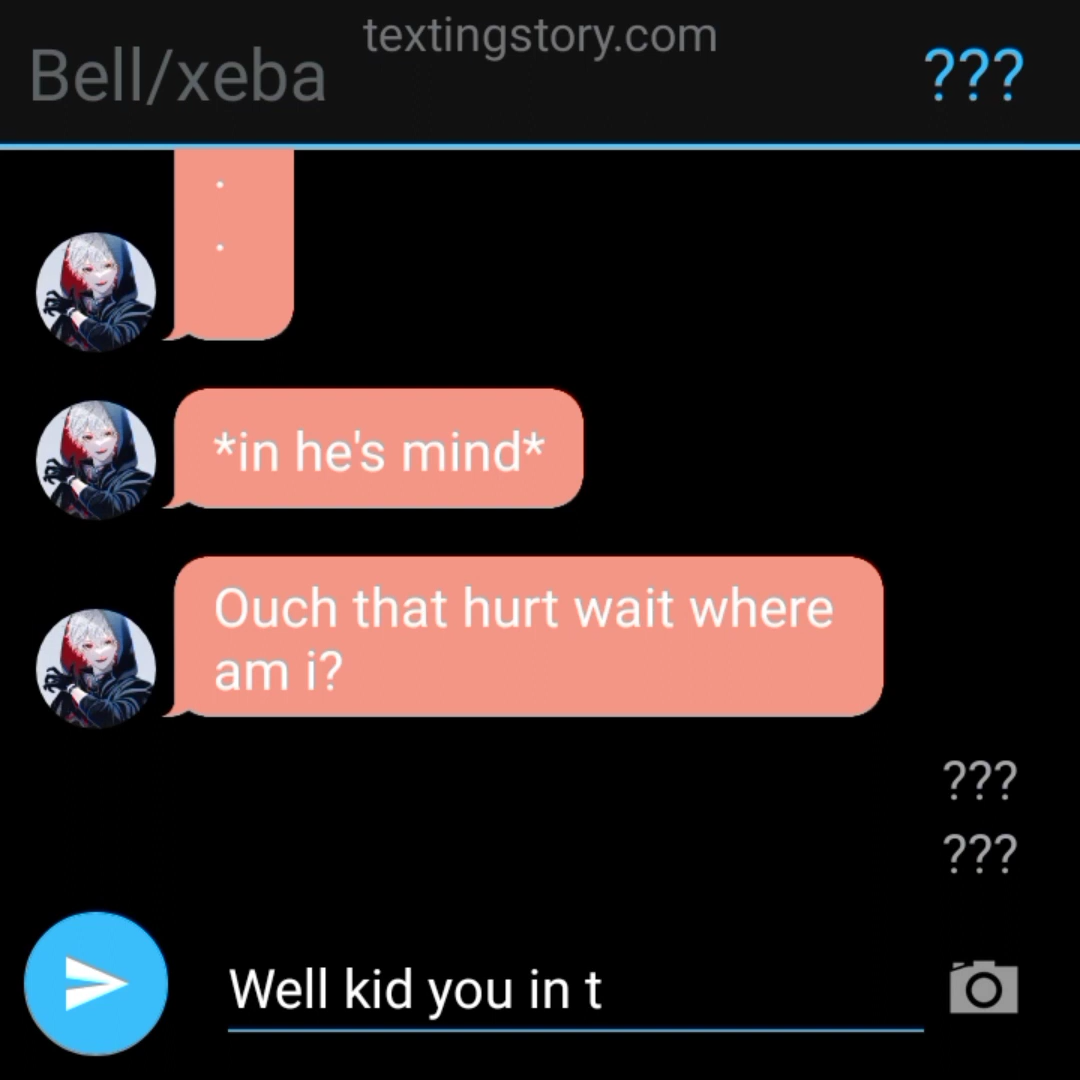 textingstory.com
Bell/xeba
???
.
.
*in he's mind*
Ouch that hurt wait where
am i?
???
???
Well kid you in t